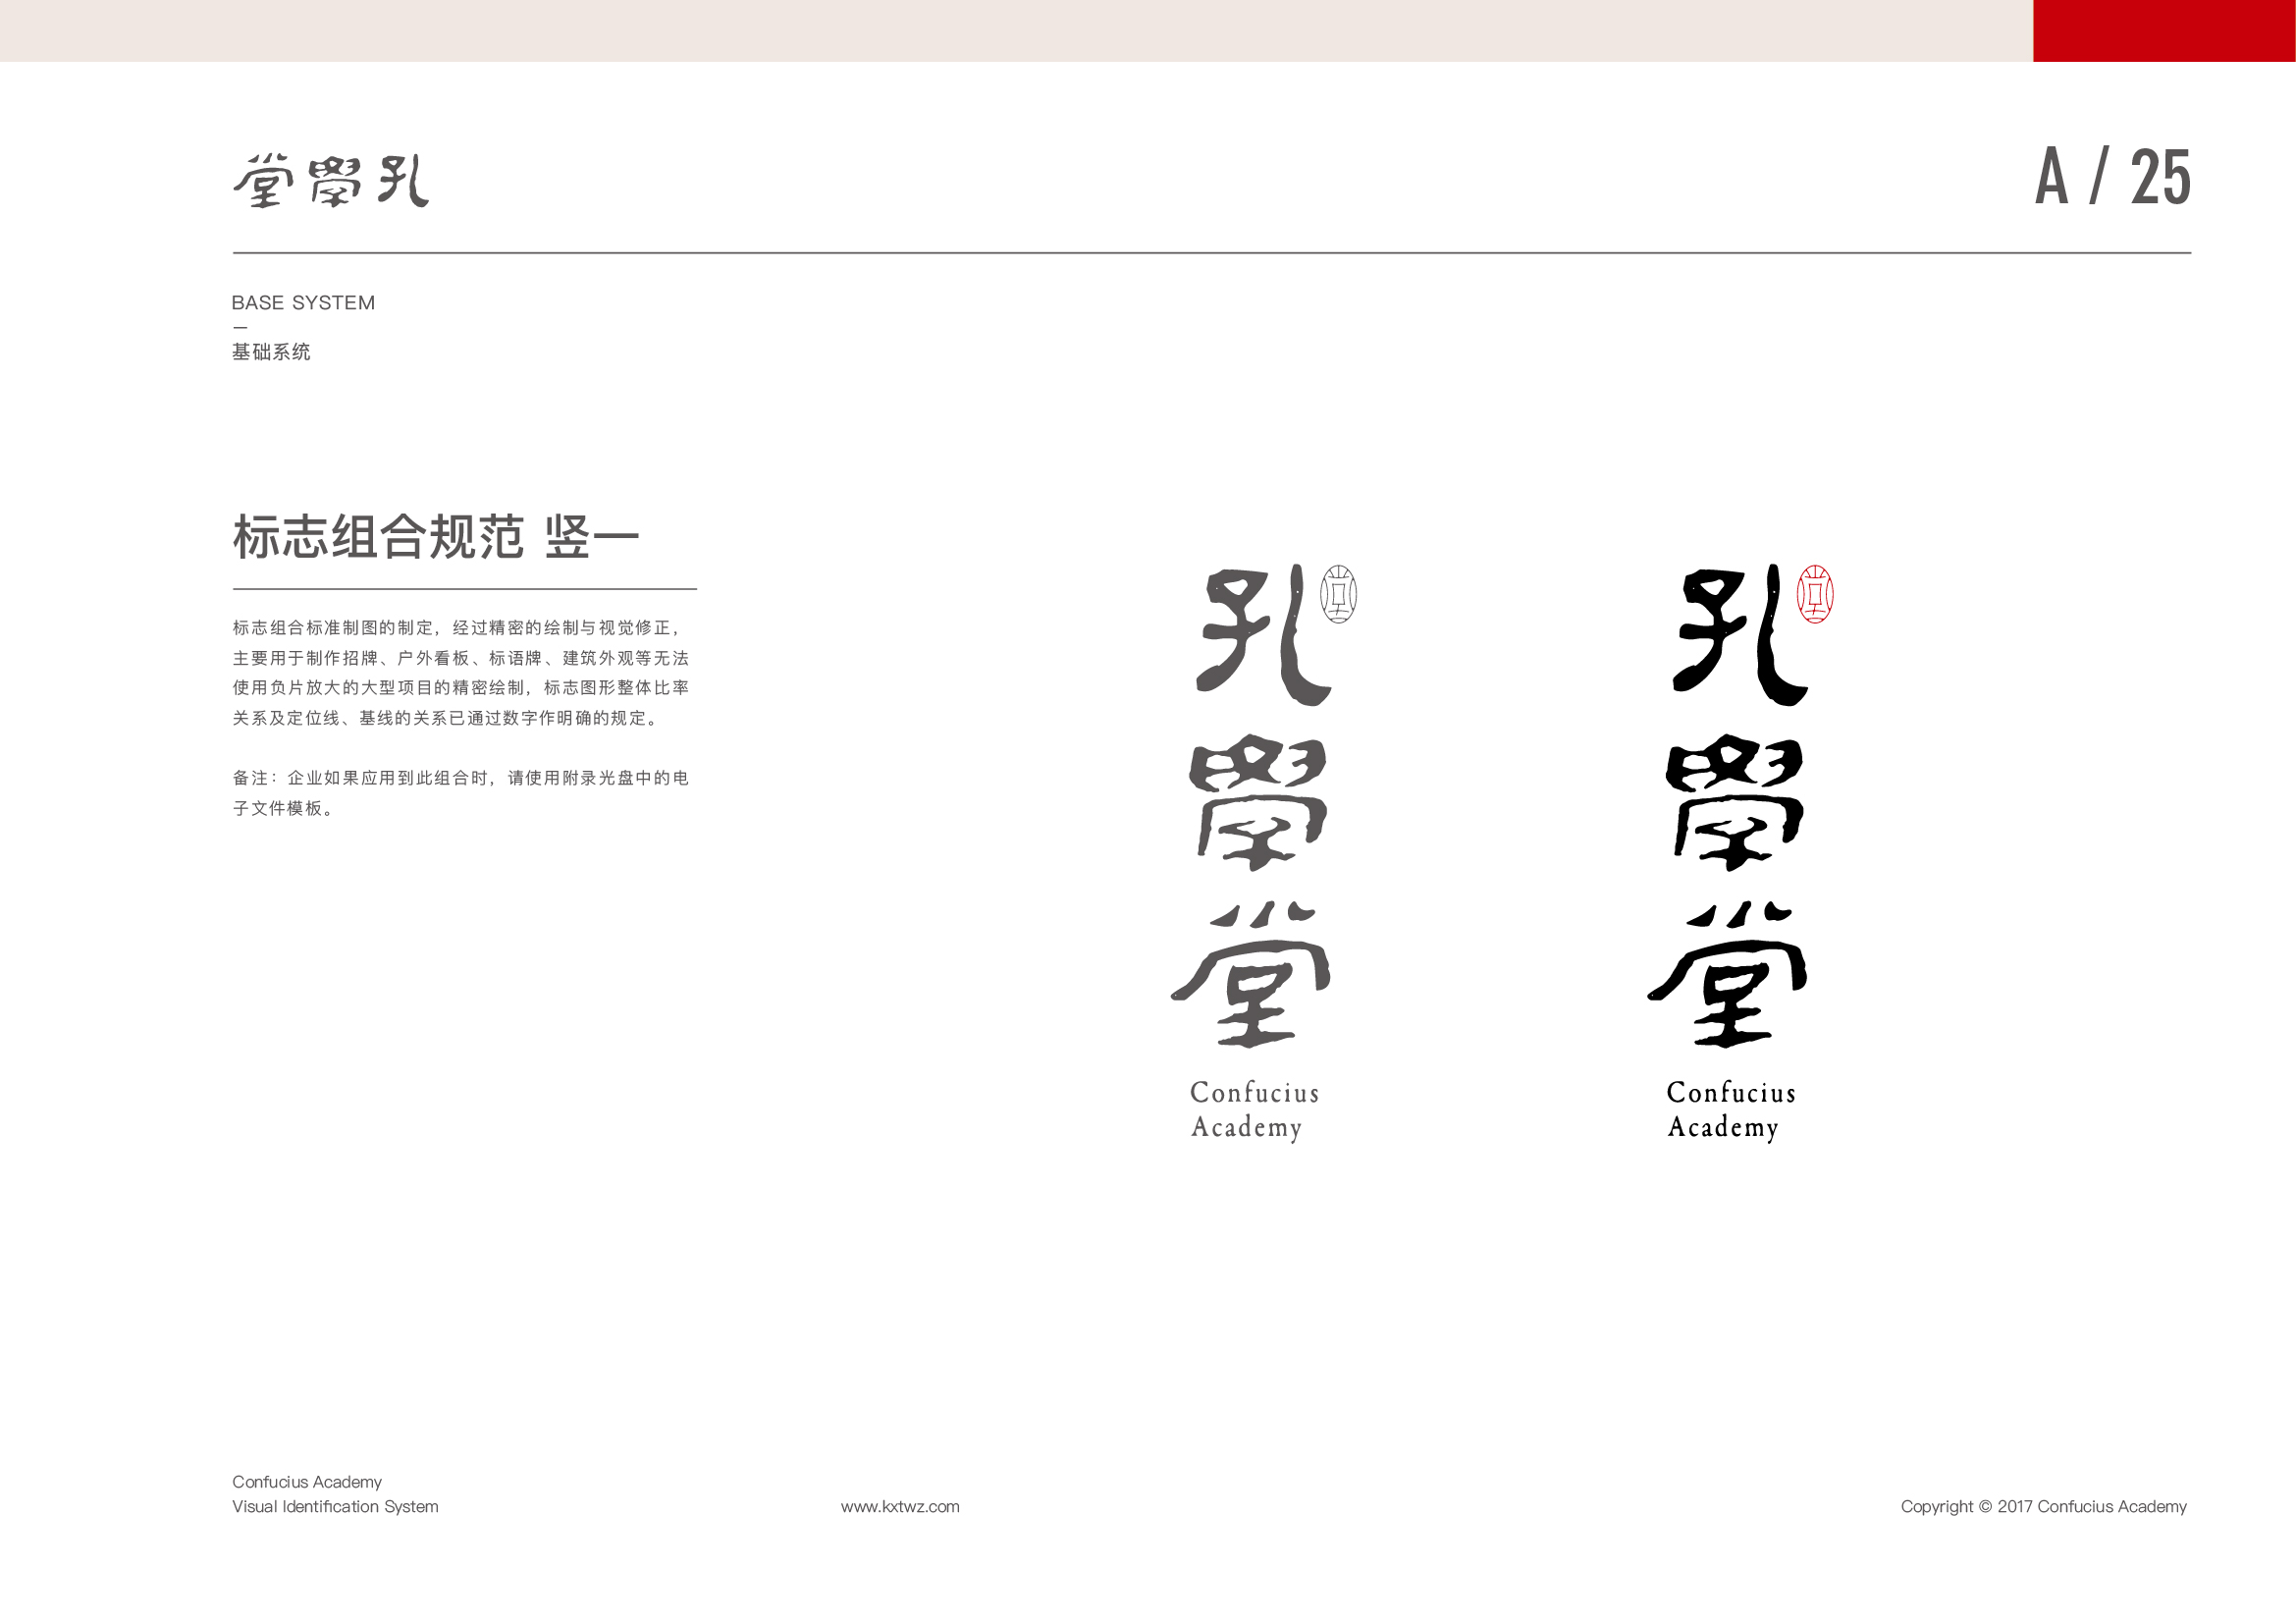 堂學孔
A / 25
BASE SYSTEM
—
基础系统
标志组合规范 竖一
标志组合标准制图的制定，经过精密的绘制与视觉修正，
主要用于制作招牌、户外看板、标语牌、建筑外观等无法
使用负片放大的大型项目的精密绘制，标志图形整体比率
关系及定位线、基线的关系已通过数字作明确的规定。
备注：企业如果应用到此组合时，请使用附录光盘中的电
子文件模板。
孔
學
堂
Confucius
Academy
孔
學
堂
Confucius
Academy
Confucius Academy
Visual Identification System
www.kxtwz.com
Copyright © 2017 Confucius Academy